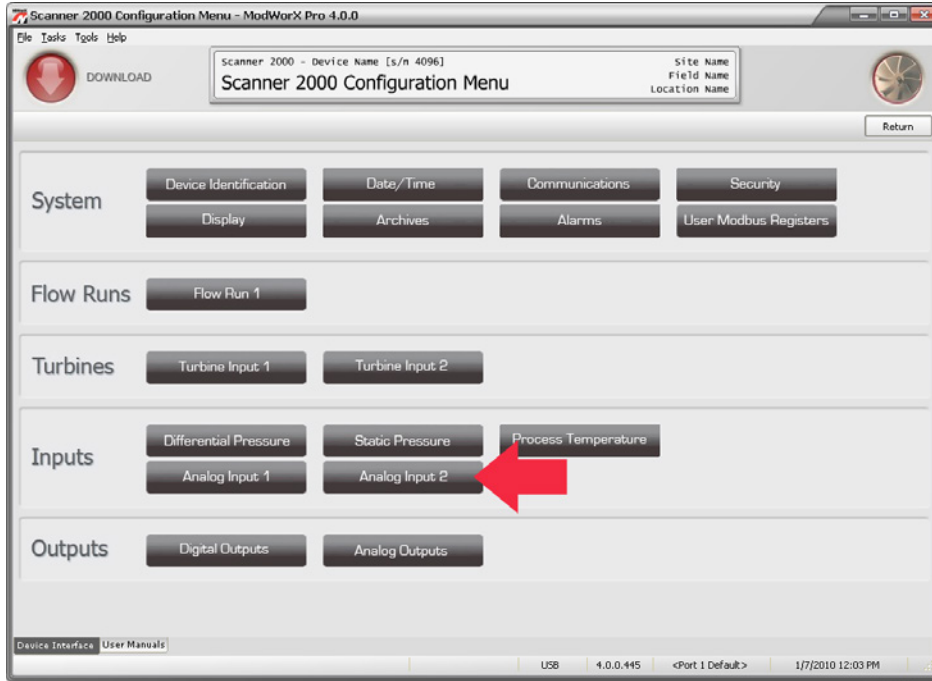 Scanner 2000 Configuration Menu - ModWorX Pro 4.0.0
File Tasks Tools Help
DOWNLOAD
Scanner 2000 - Device Name [s/n 4096]
Scanner 2000 Configuration Menu
Site Name
Field Name
Location Name
Return
System
Device Identification Date/Time Communications Security
Display Archives Alarms User Modbus Registers
Flow Runs
Flow Run 1
Turbines
Turbine Input 1 Turbine Input 2
Inputs
Differential Pressure Static Pressure Process Temperature
Analog Input 1 Analog Input 2
Outputs
Digital Outputs Analog Outputs
Device Interface User Manuals
USB 4.0.0.445 <Port 1 Default> 1/7/2010 12:03 PM